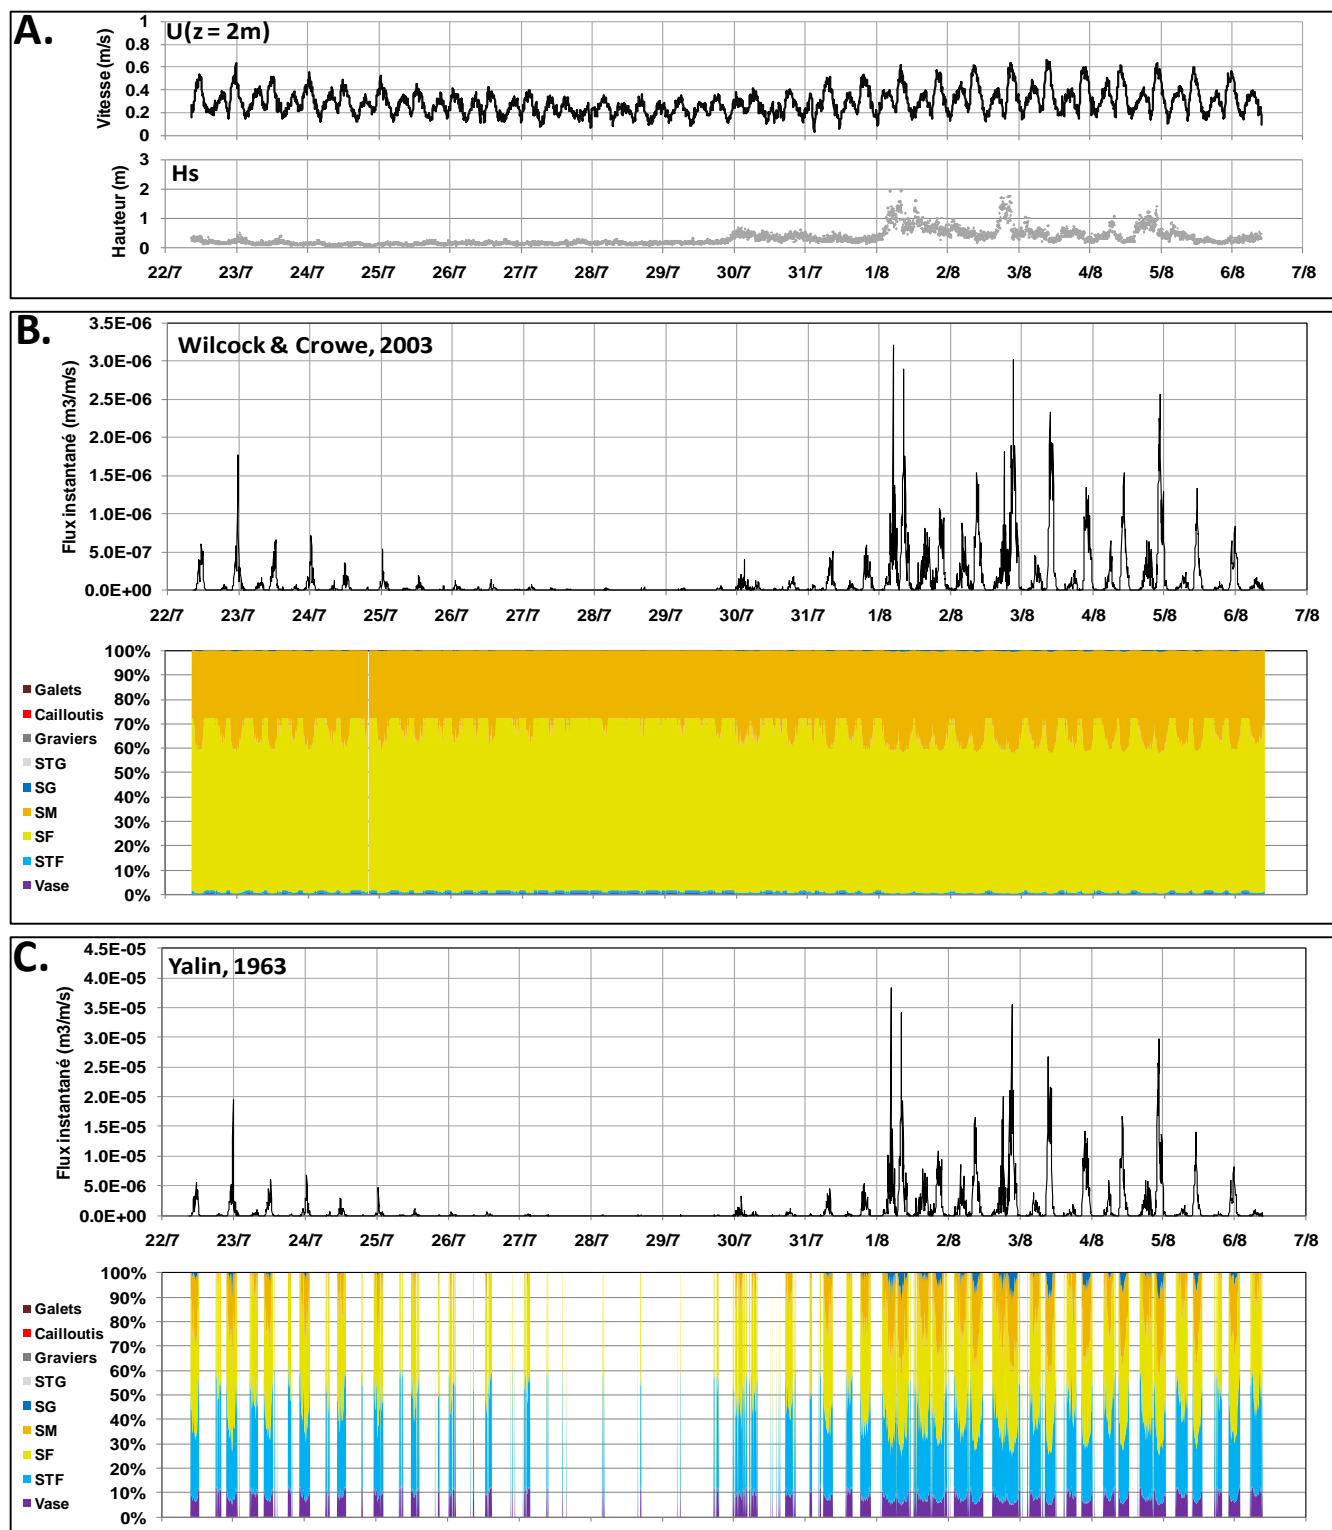 A.
U(z = 2m)
Vitesse (m/s)
1
0.8
0.6
0.4
0.2
0
Hs
Hauteur (m)
3
2
1
0
22/7 23/7 24/7 25/7 26/7 27/7 28/7 29/7 30/7 31/7 1/8 2/8 3/8 4/8 5/8 6/8 7/8
B.
Wilcock & Crowe, 2003
Flux instantané (m3/m/s)
3.5E-06
3.0E-06
2.5E-06
2.0E-06
1.5E-06
1.0E-06
5.0E-07
0.0E+00
22/7 23/7 24/7 25/7 26/7 27/7 28/7 29/7 30/7 31/7 1/8 2/8 3/8 4/8 5/8 6/8 7/8
100%
90%
80%
70%
60%
50%
40%
30%
20%
10%
0%
Galets
Cailloutis
Graviers
STG
SG
SM
SF
STF
Vase
C.
Yalin, 1963
Flux instantané (m3/m/s)
4.5E-05
4.0E-05
3.5E-05
3.0E-05
2.5E-05
2.0E-05
1.5E-05
1.0E-05
5.0E-06
0.0E+00
22/7 23/7 24/7 25/7 26/7 27/7 28/7 29/7 30/7 31/7 1/8 2/8 3/8 4/8 5/8 6/8 7/8
100%
90%
80%
70%
60%
50%
40%
30%
20%
10%
0%
Galets
Cailloutis
Graviers
STG
SG
SM
SF
STF
Vase